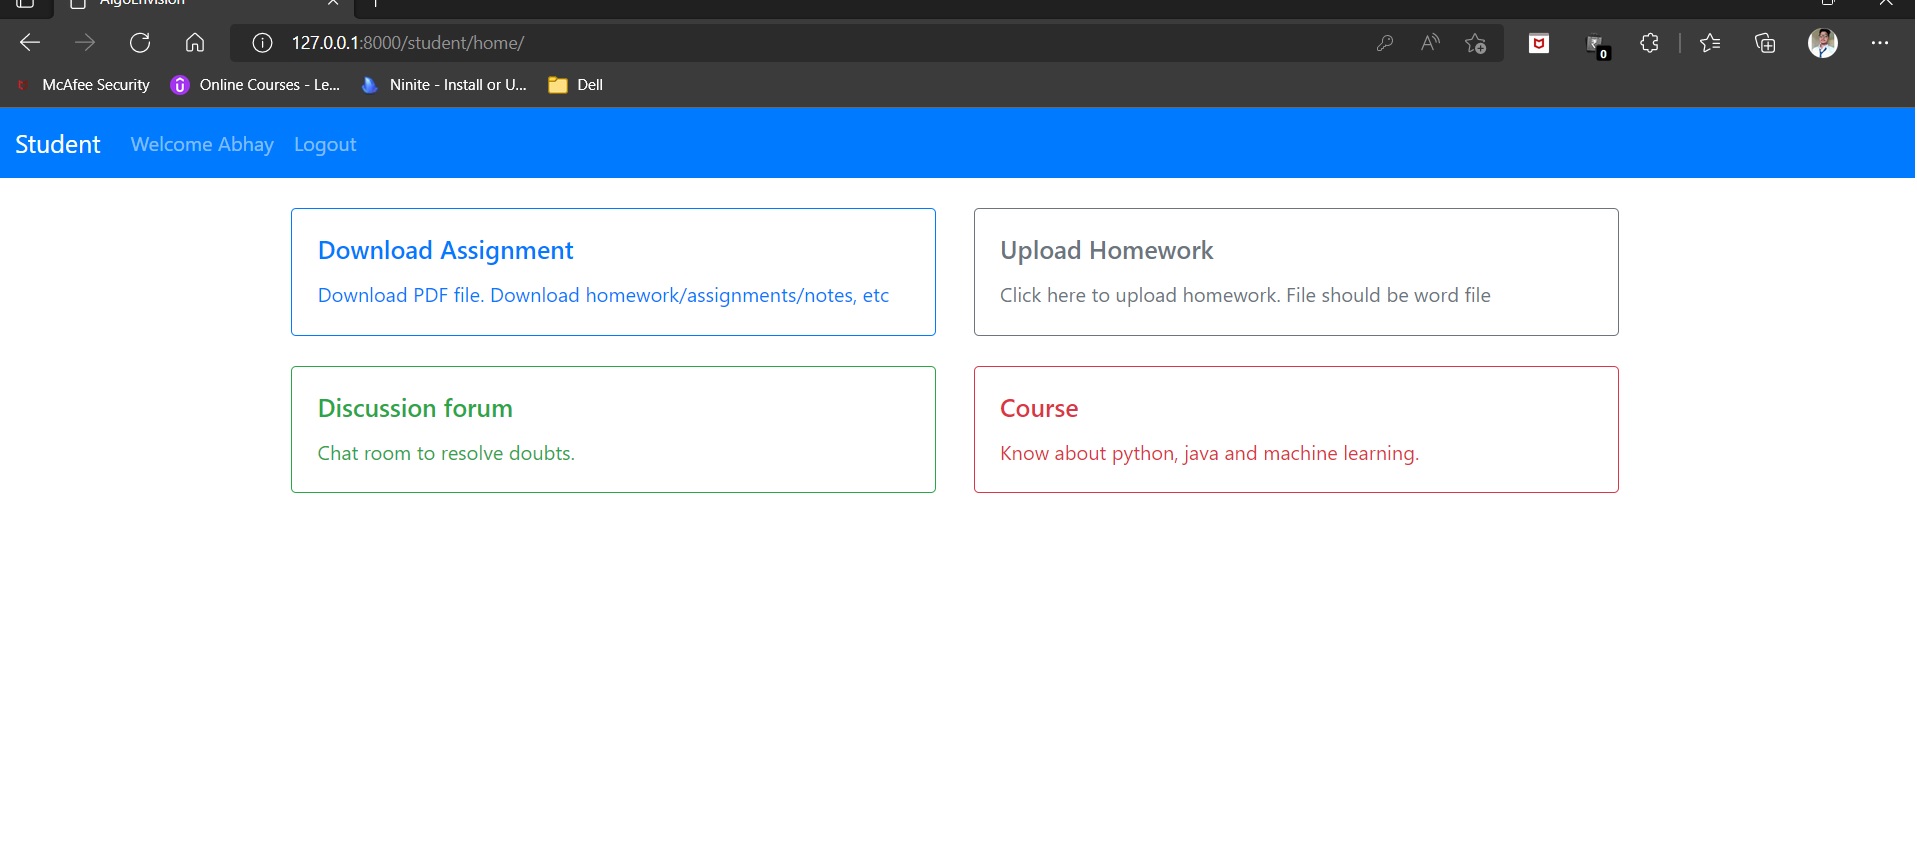 AlgoEnvision
127.0.0.1:8000/student/home/
0
McAfee Security Online Courses - Le... Ninite - Install or U... Dell
Student Welcome Abhay Logout
Download Assignment
Download PDF file. Download homework/assignments/notes, etc
Upload Homework
Click here to upload homework. File should be word file
Discussion forum
Chat room to resolve doubts.
Course
Know about python, java and machine learning.